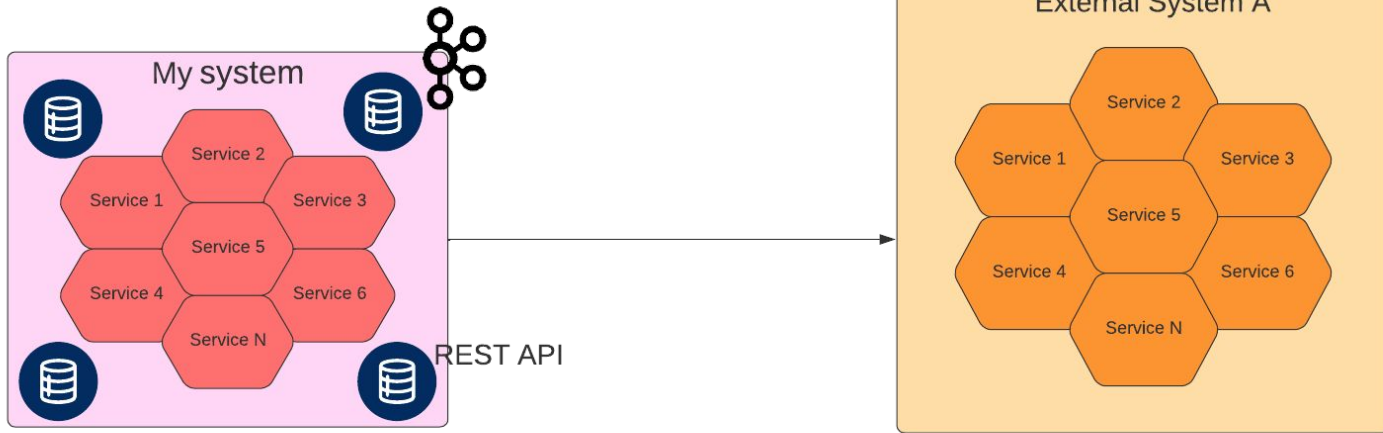 External System A
My system
Service 2
Service 1
Service 3
Service 5
Service 4
Service 6
Service N
REST API
Service 2
Service 1
Service 3
Service 5
Service 4
Service 6
Service N